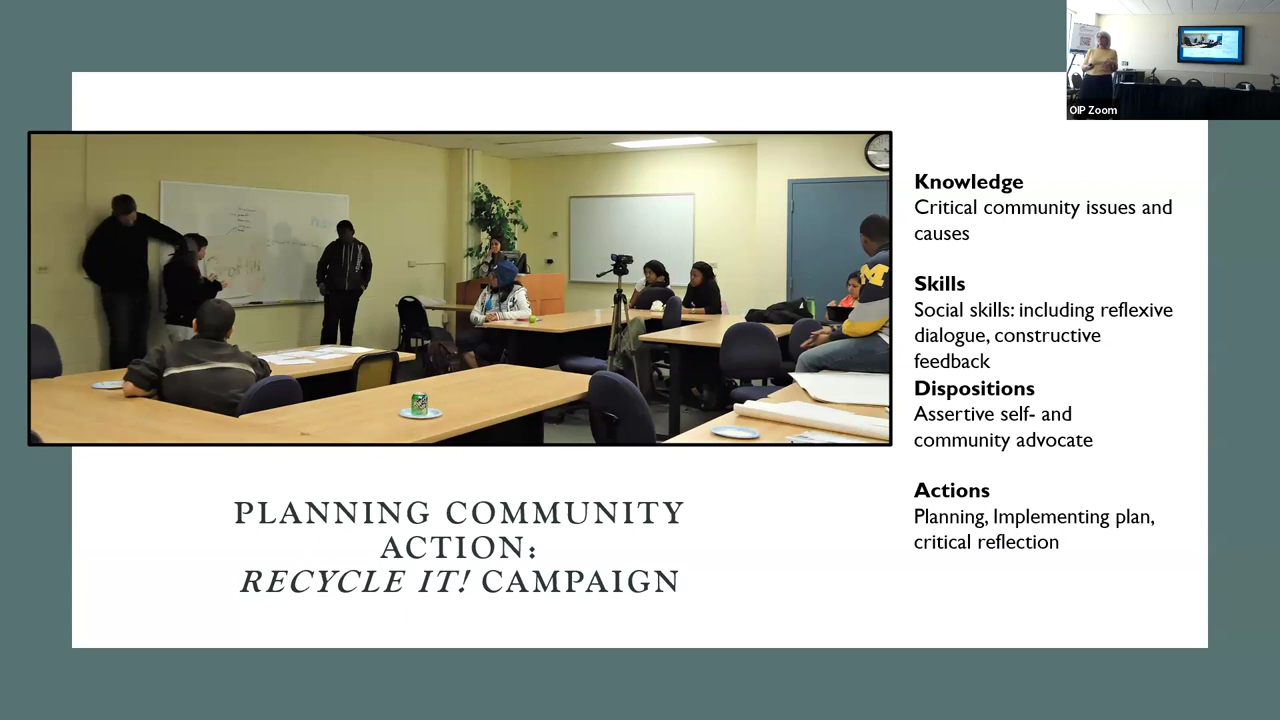 OIP Zoom
M
Knowledge
Critical community issues and
causes
Skills
Social skills: including reflexive
dialogue, constructive
feedback
Dispositions
Assertive self- and
community advocate
Actions
Planning, Implementing plan,
critical reflection
PLANNING COMMUNITY
ACTION:
RECYCLE IT! CAMPAIGN